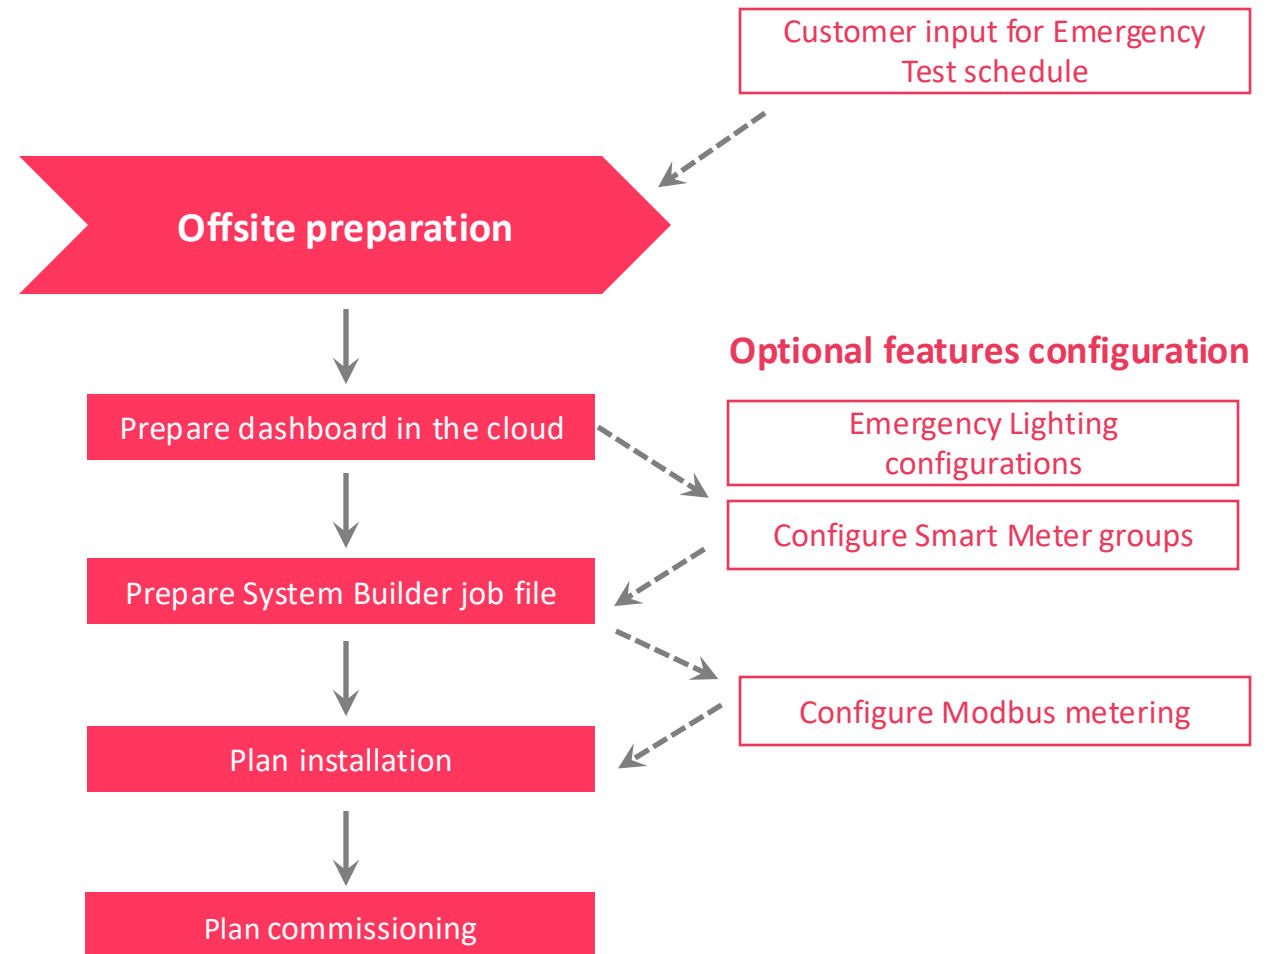 Customer input for Emergency
Test schedule
Offsite preparation
Optional features configuration
Prepare dashboard in the cloud
Emergency Lighting
configurations
Configure Smart Meter groups
Prepare System Builder job file
Configure Modbus metering
Plan installation
Plan commissioning